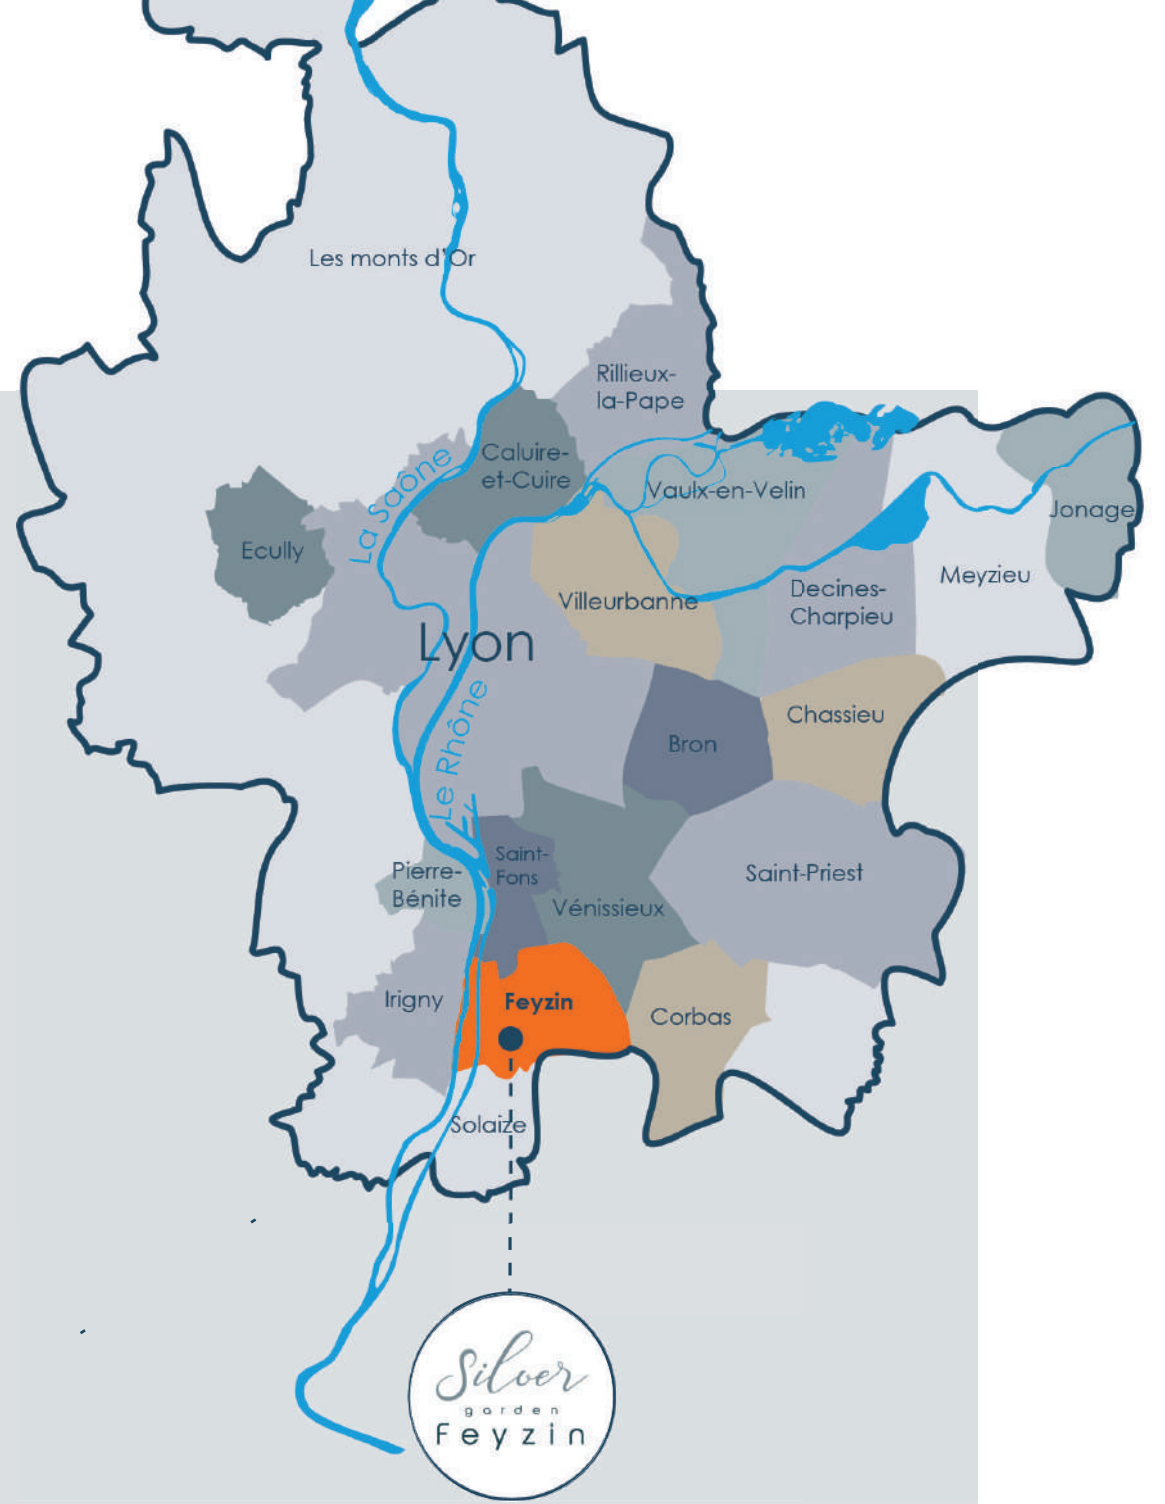 Les monts d'Or
Rillieux-
la-Pape
Caluire-
et-Cuire
La Saône
Vaulx-en-Velin
Jonage
Ecully
Meyzieu
Decines-
Charpieu
Villeurbanne
Lyon
Le Rhône
Chassieu
Bron
Saint-
Fons
Pierre-
Bénite
Saint-Priest
Vénissieux
Irigny
Feyzin
Corbas
Solaize
Silver
garden
Feyzin